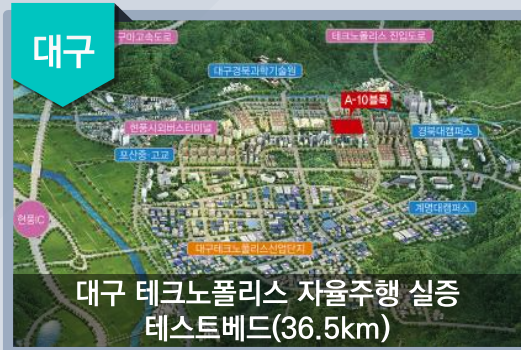 대구
구마고속도로
테크노폴리스 진입도로
대구경북과학기술원
A-10블록
현풍시외버스터미널
경북대캠퍼스
포산중·고교
계명대캠퍼스
현풍IC
대구테크노폴리스산업단지
대구 테크노폴리스 자율주행 실증
테스트베드(36.5km)